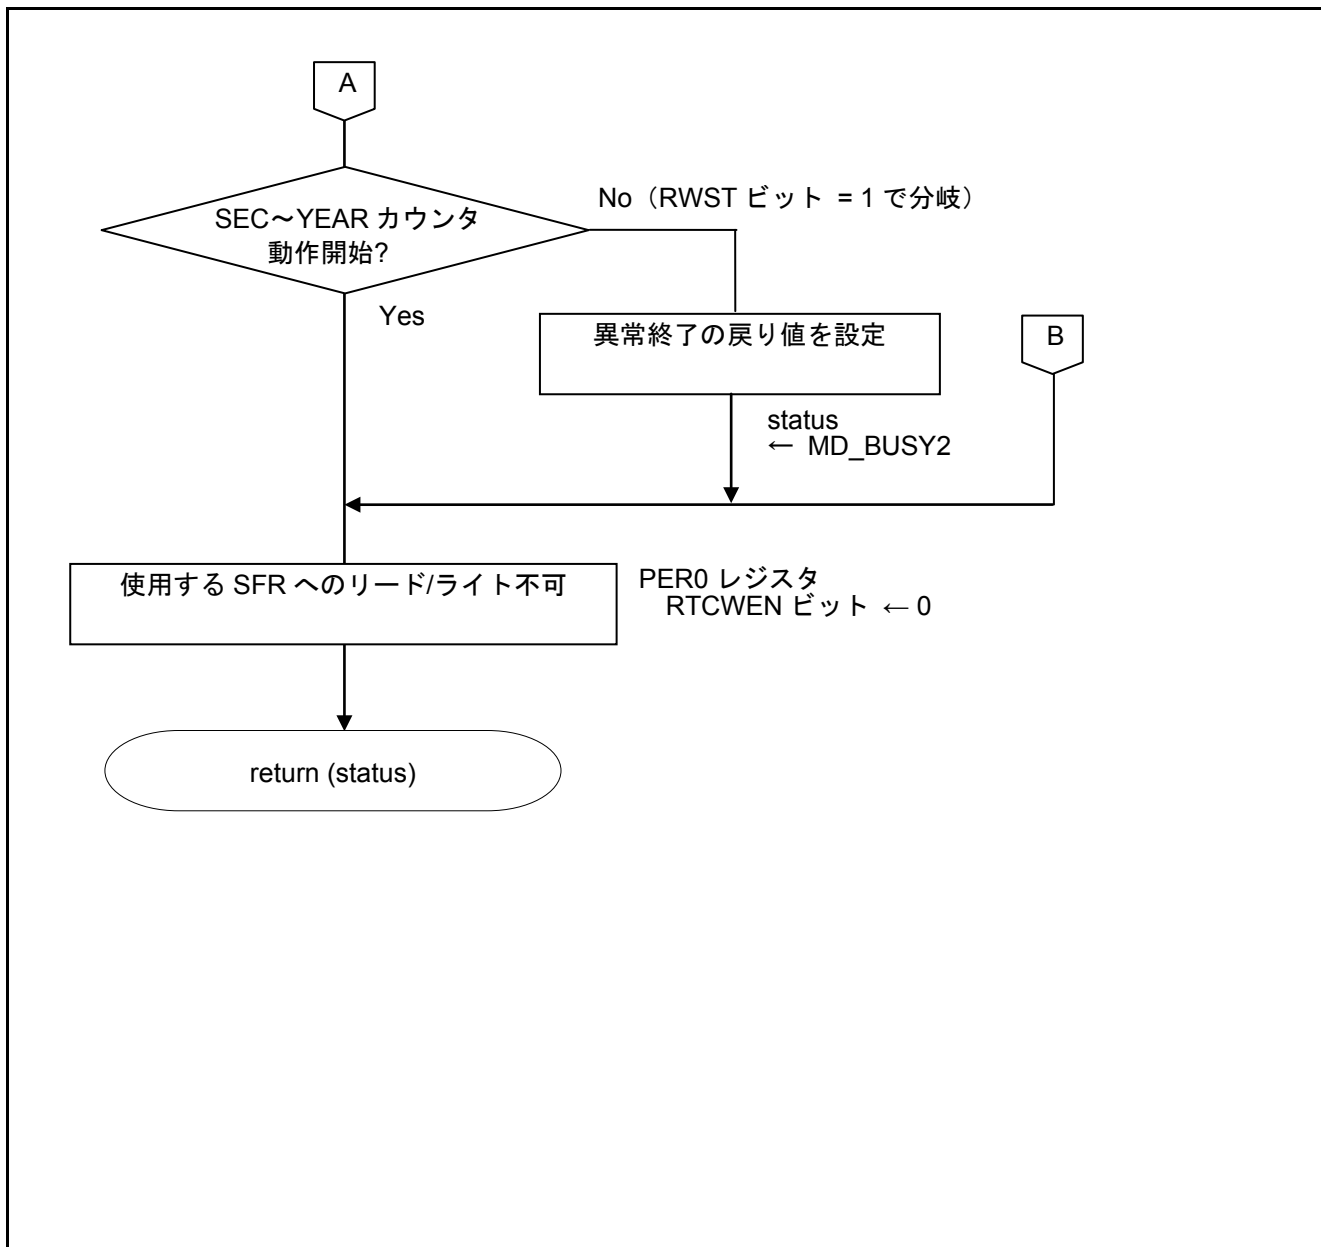 A
No（RWST ビット = 1 で分岐）
SEC～YEAR カウンタ
動作開始?
Yes
異常終了の戻り値を設定
B
status
← MD_BUSY2
使用する SFR へのリード/ライト不可
PER0 レジスタ
RTCWEN ビット ← 0
return (status)